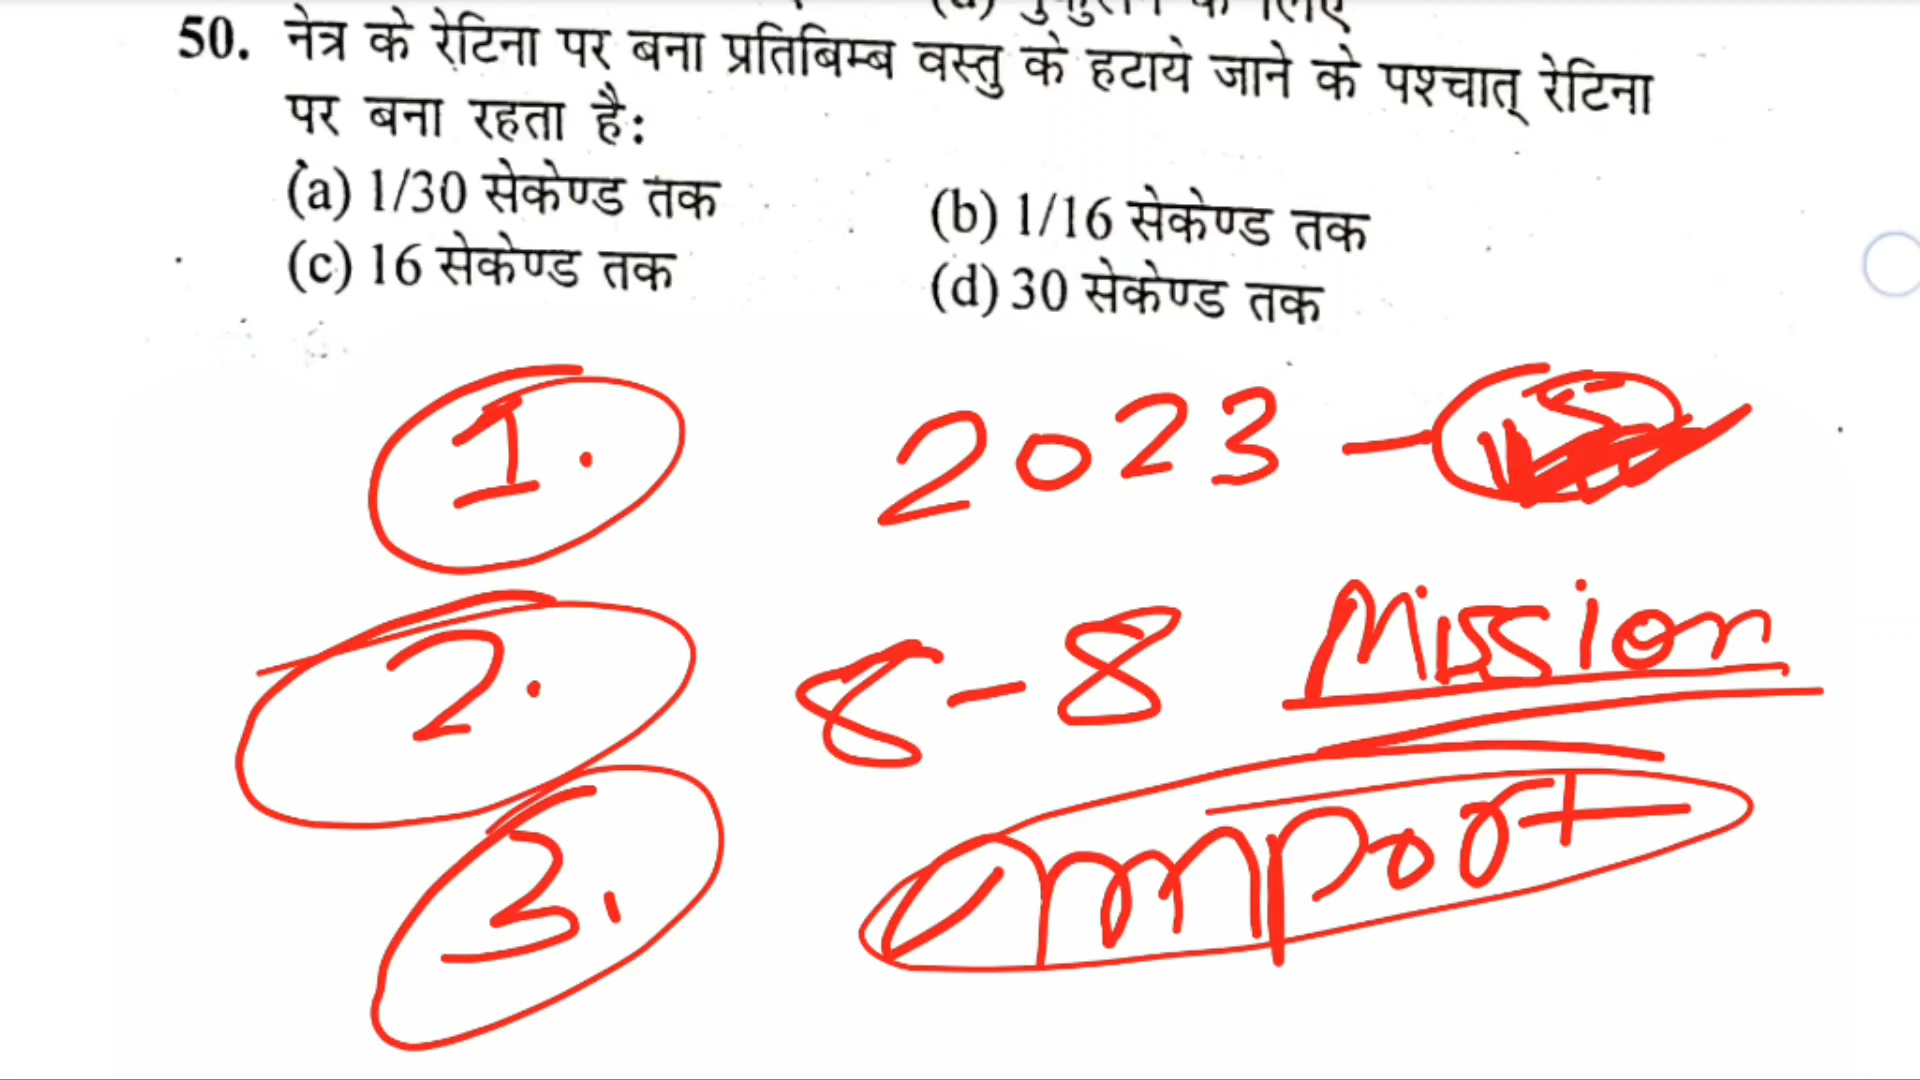 के लिए
50. नेत्र के रेटिना पर बना प्रतिबिम्ब वस्तु के हटाये जाने के पश्चात् रेटिना
पर बना रहता है:
(a) 1/30 सेकेण्ड तक
(b) 1/16 सेकेण्ड तक
(c) 16 सेकेण्ड तक
(d) 30 सेकेण्ड तक
1. 2023 -
2. 8-8 Mission
3. Import